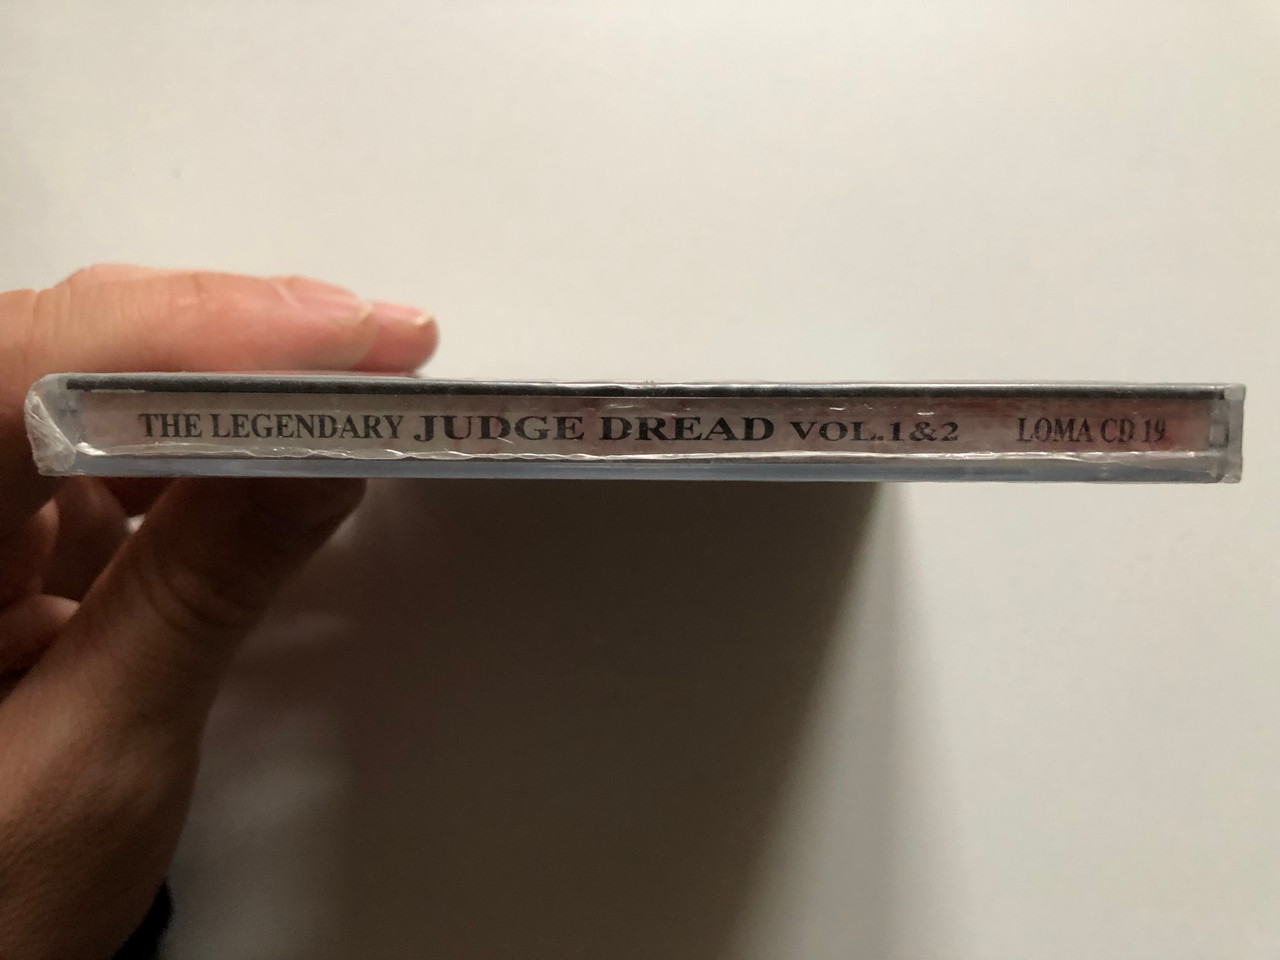 THE LEGENDARY JUDGE DREAD VOL.1&2 LOMA CD 19